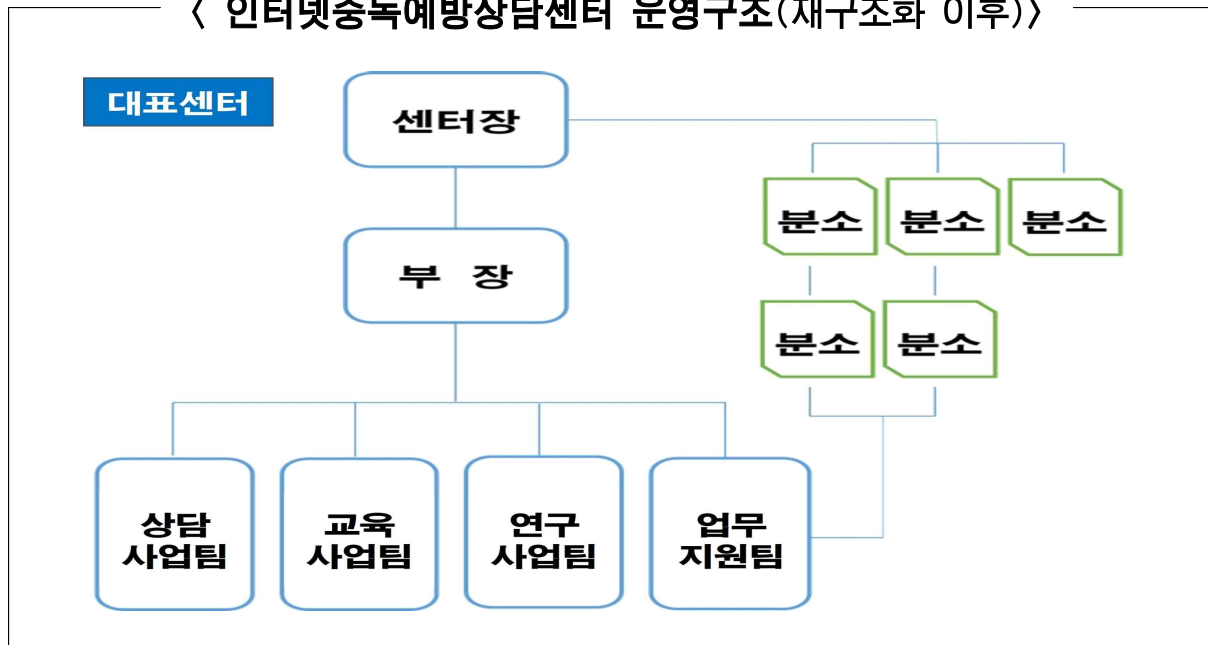 〈 인터넷중독예방상담센터 운영구조(재구조화 이후)〉
대표센터
센터장
분소 분소 분소
부 장
분소 분소
상담
사업팀
교육
사업팀
연구
사업팀
업무
지원팀